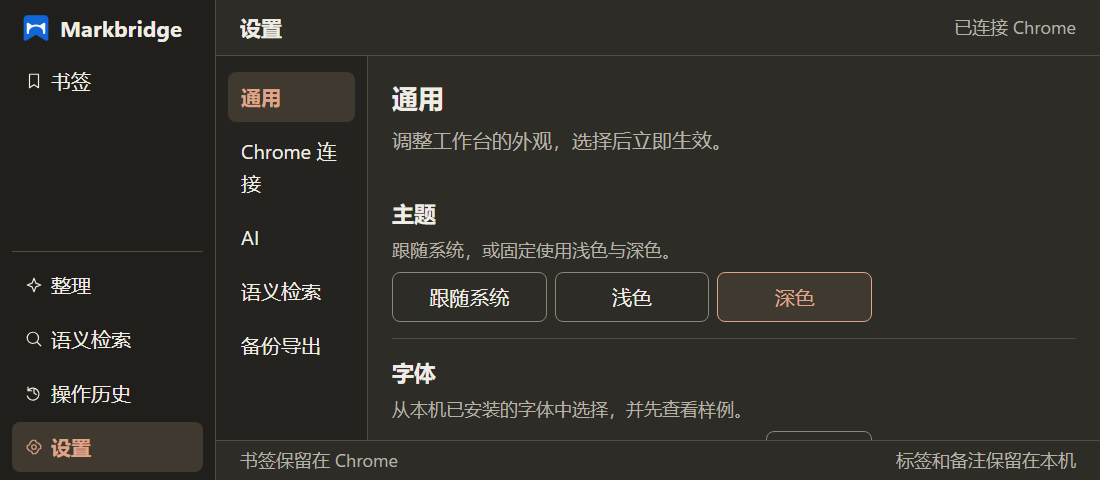 Markbridge
书签
整理
语义检索
操作历史
设置
设置
已连接 Chrome
通用
Chrome 连
接
AI
语义检索
备份导出
通用
调整工作台的外观，选择后立即生效。
主题
跟随系统，或固定使用浅色与深色。
跟随系统
浅色
深色
字体
从本机已安装的字体中选择，并先查看样例。
书签保留在 Chrome
标签和备注保留在本机